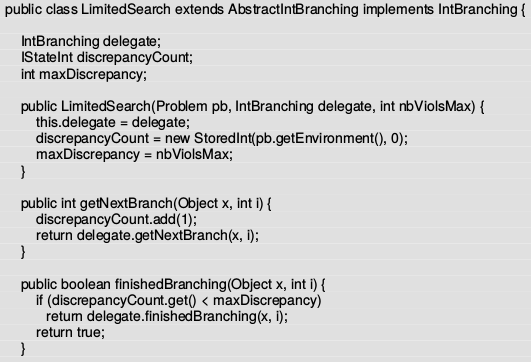 public class LimitedSearch extends AbstractIntBranching implements IntBranching {
IntBranching delegate;
IStateInt discrepancyCount;
int maxDiscrepancy;
public LimitedSearch(Problem pb, IntBranching delegate, int nbViolsMax) {
this.delegate = delegate;
discrepancyCount = new StoredInt(pb.getEnvironment(), 0);
maxDiscrepancy = nbViolsMax;
}
public int getNextBranch(Object x, int i) {
discrepancyCount.add(1);
return delegate.getNextBranch(x, i);
}
public boolean finishedBranching(Object x, int i) {
if (discrepancyCount.get() < maxDiscrepancy)
return delegate.finishedBranching(x, i);
return true;
}